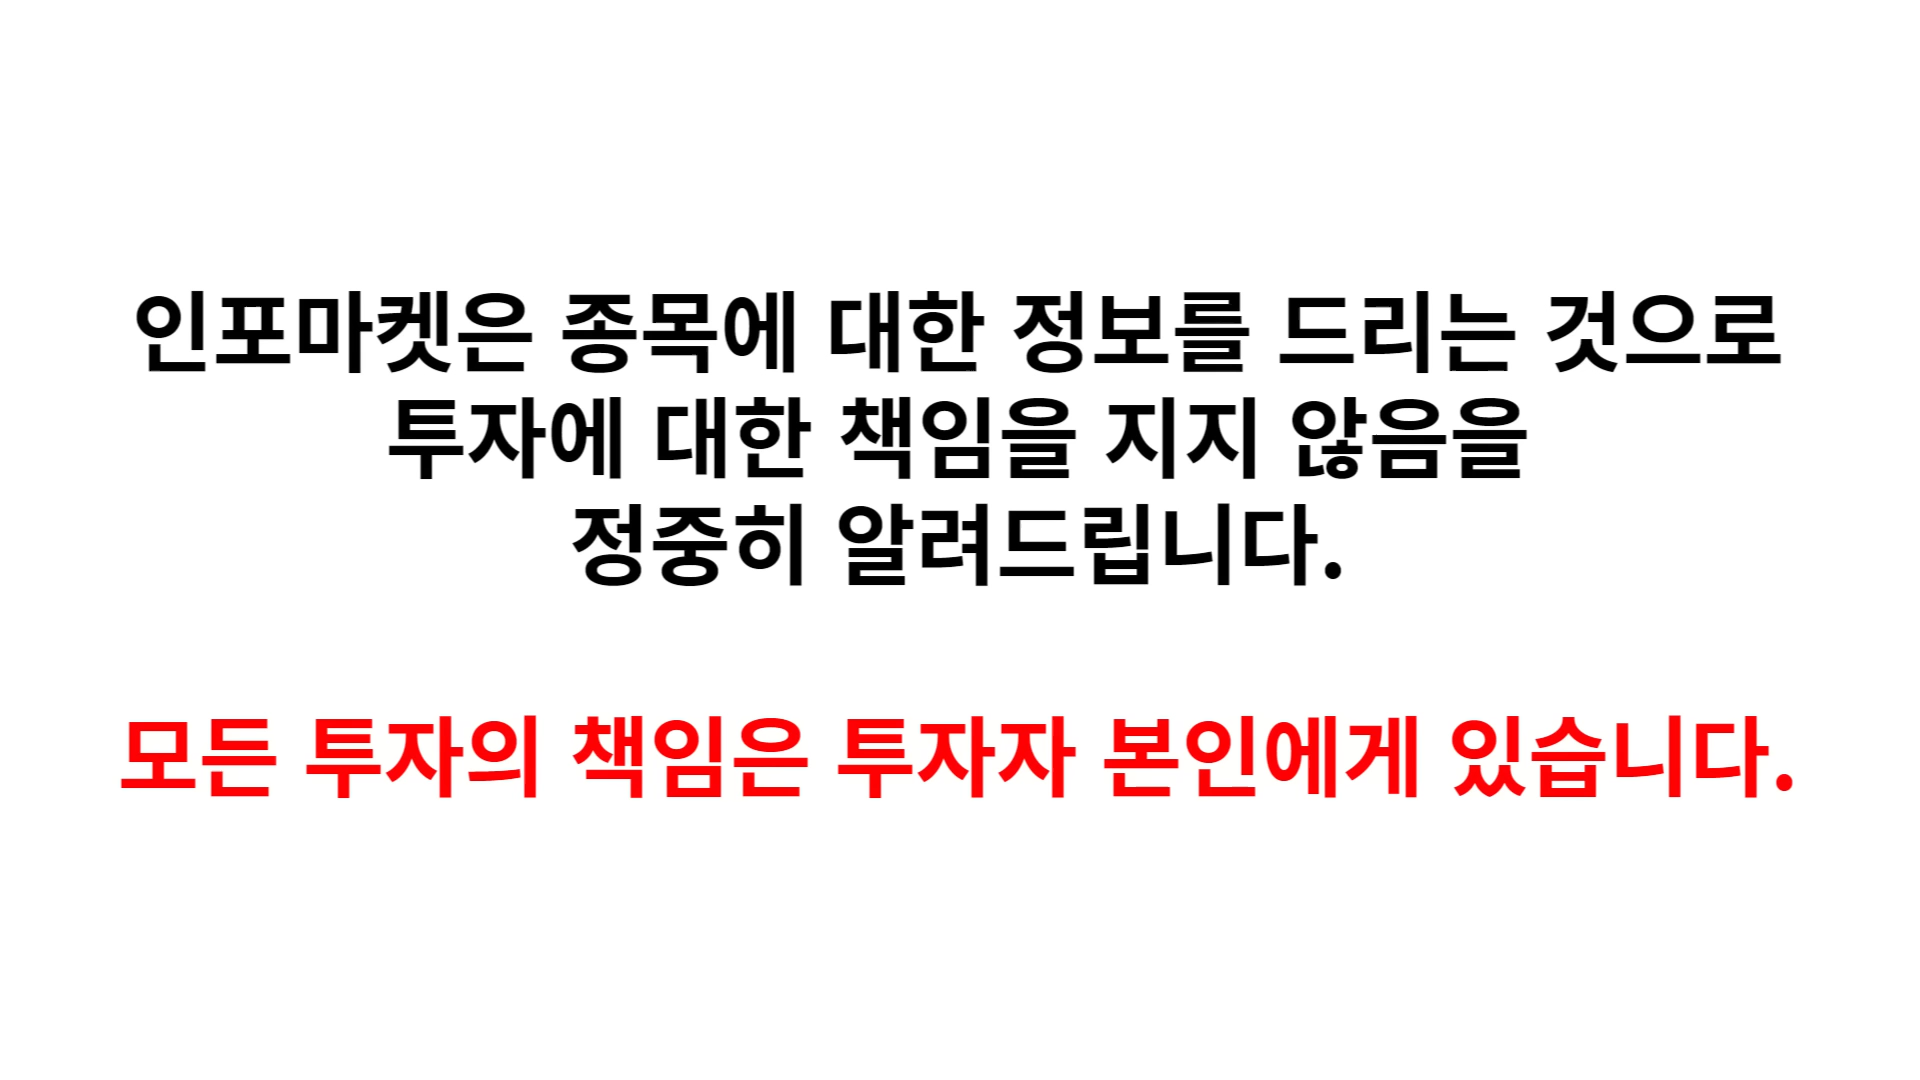 인포마켓은 종목에 대한 정보를 드리는 것으로
투자에 대한 책임을 지지 않음을
정중히 알려드립니다.
모든 투자의 책임은 투자자 본인에게 있습니다.